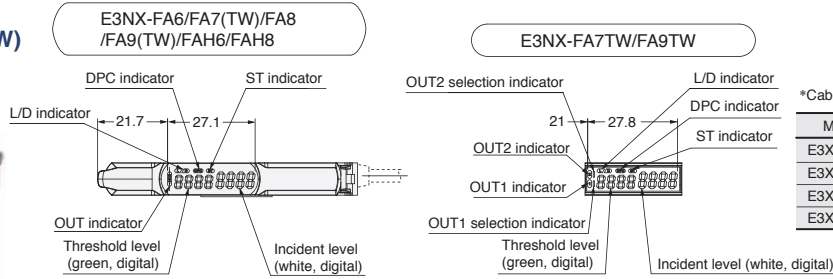 W)
E3NX-FA6/FA7(TW)/FA8
/FA9(TW)/FAH6/FAH8
DPC indicator
ST indicator
L/D indicator
21.7
27.1
OUT indicator
Threshold level
(green, digital)
Incident level
(white, digital)
E3NX-FA7TW/FA9TW
OUT2 selection indicator
L/D indicator
DPC indicator
21
27.8
ST indicator
OUT2 indicator
OUT1 indicator
OUT1 selection indicator
Threshold level
(green, digital)
Incident level (white, digital)
*Cab
M
E3X
E3X
E3X
E3X